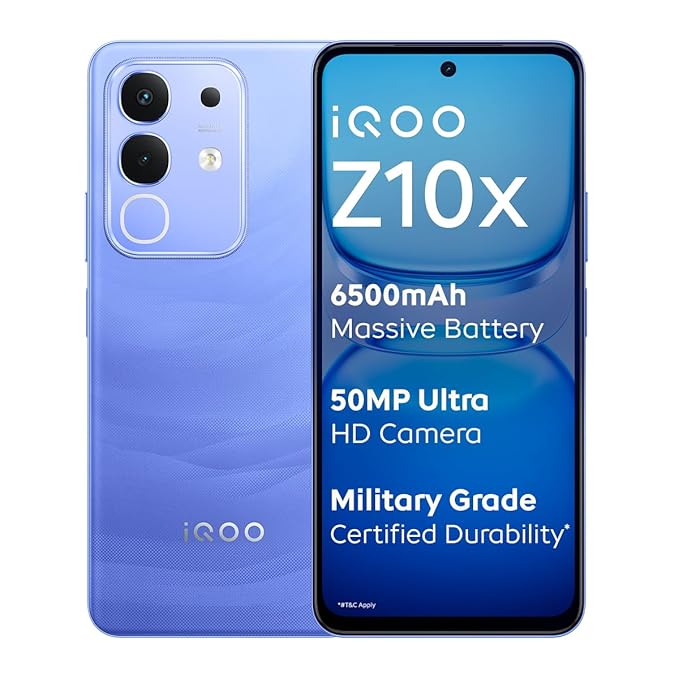 iQOO
iQOO
Z10x
6500mAh
Massive Battery
50MP Ultra
HD Camera
Military Grade
Certified Durability*
*#T&C Apply